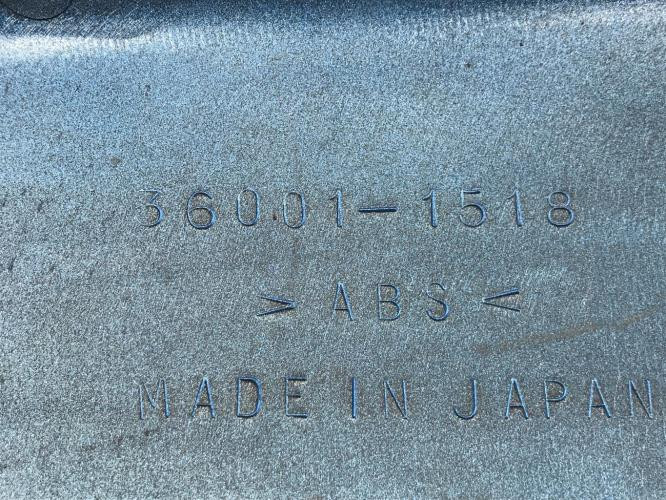 36001-1518
> ABS <
MADE IN JAPAN